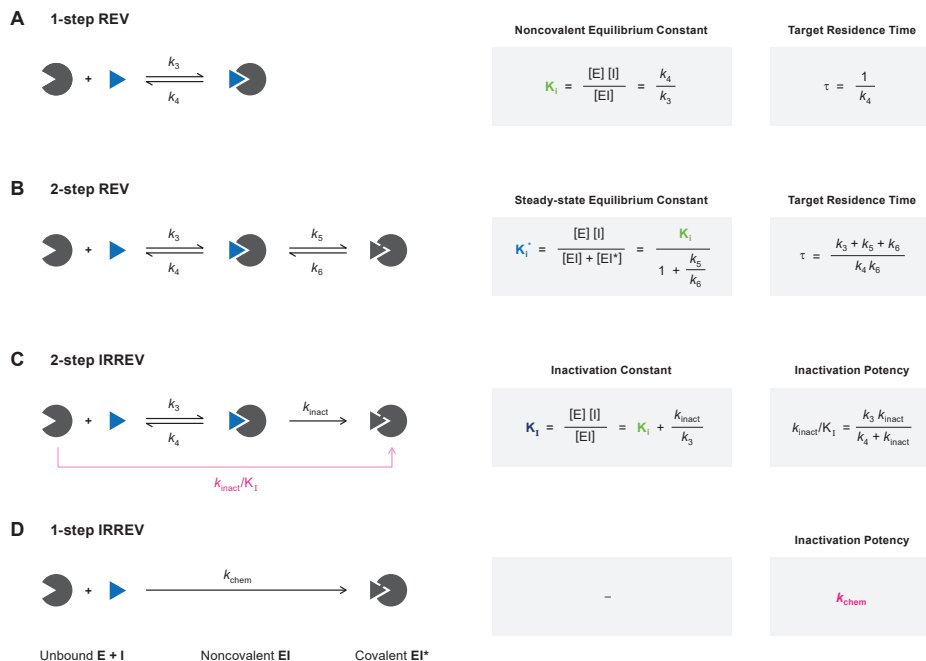 A 1-step REV
Noncovalent Equilibrium Constant
Target Residence Time
+
k3
k4
Ki = [E] [I] / [EI] = k4 / k3
τ = 1 / k4
B 2-step REV
Steady-state Equilibrium Constant
Target Residence Time
+
k3
k4
k5
k6
Ki* = [E] [I] / [EI] + [EI*] = Ki / 1 + k5 / k6
τ = k3 + k5 + k6 / k4 k6
C 2-step IRREV
Inactivation Constant
Inactivation Potency
+
k3
k4
kinact
KI = [E] [I] / [EI] = Ki + kinact / k3
kinact/KI = k3 kinact / k4 + kinact
kinact/KI
D 1-step IRREV
Inactivation Potency
+
kchem
–
kchem
Unbound E + I
Noncovalent EI
Covalent EI*